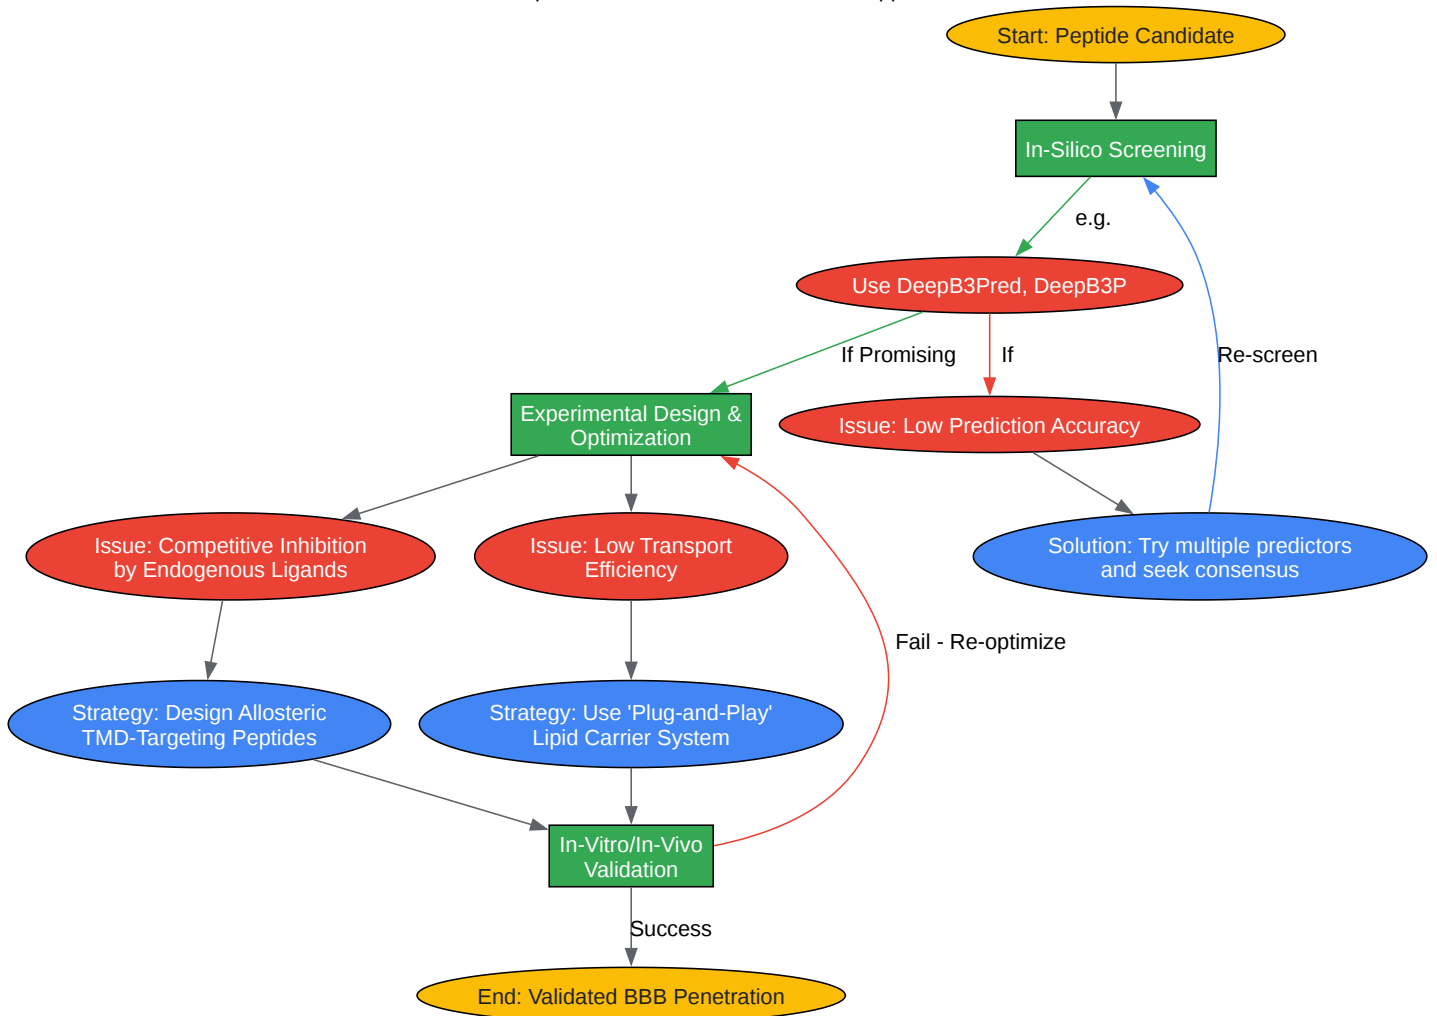 Start: Peptide Candidate
In-Silico Screening
e.g.
Use DeepB3Pred, DeepB3P
If Promising
If
Re-screen
Experimental Design &
Optimization
Issue: Low Prediction Accuracy
Issue: Competitive Inhibition
by Endogenous Ligands
Issue: Low Transport
Efficiency
Solution: Try multiple predictors
and seek consensus
Fail - Re-optimize
Strategy: Design Allosteric
TMD-Targeting Peptides
Strategy: Use 'Plug-and-Play'
Lipid Carrier System
In-Vitro/In-Vivo
Validation
Success
End: Validated BBB Penetration